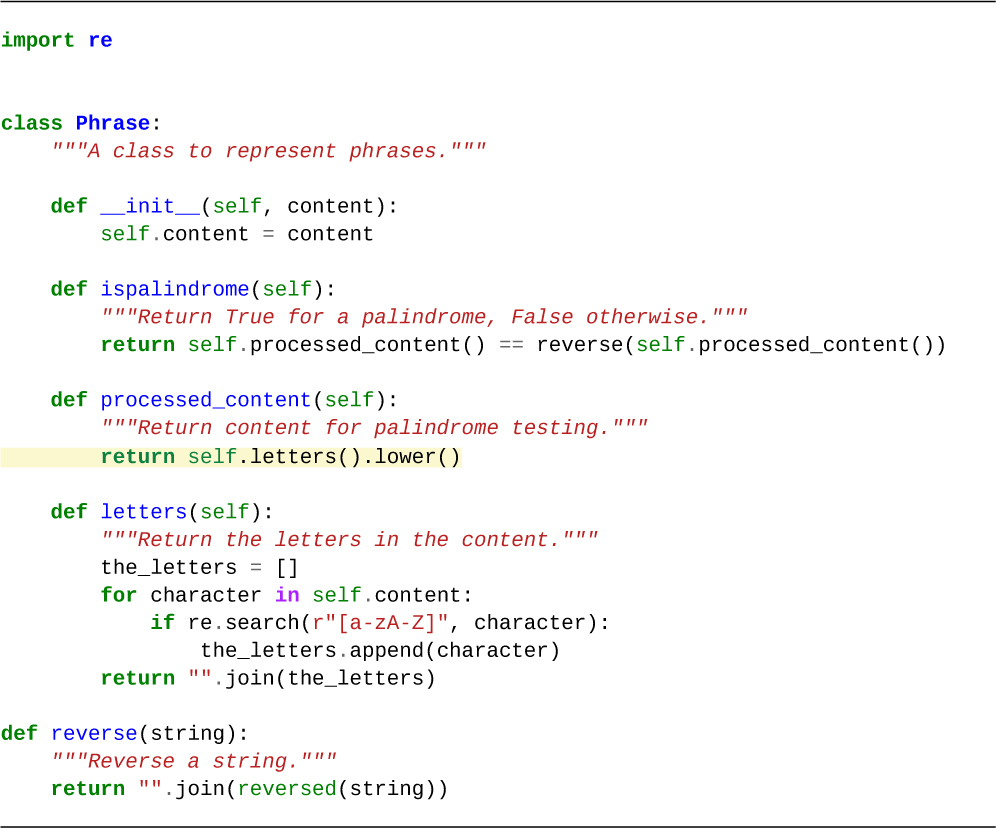 import re
class Phrase:
    """A class to represent phrases."""
    def __init__(self, content):
        self.content = content
    def ispalindrome(self):
        """Return True for a palindrome, False otherwise."""
        return self.processed_content() == reverse(self.processed_content())
    def processed_content(self):
        """Return content for palindrome testing."""
        return self.letters().lower()
    def letters(self):
        """Return the letters in the content."""
        the_letters = []
        for character in self.content:
            if re.search(r"[a-zA-Z]", character):
                the_letters.append(character)
        return "".join(the_letters)
def reverse(string):
    """Reverse a string."""
    return "".join(reversed(string))